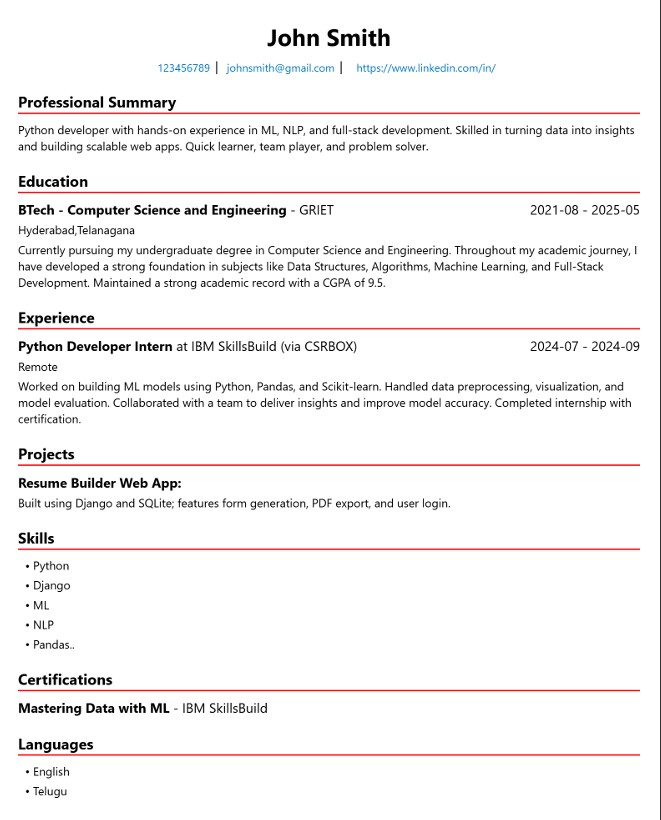 John Smith
123456789 | johnsmith@gmail.com | https://www.linkedin.com/in/
Professional Summary
Python developer with hands-on experience in ML, NLP, and full-stack development. Skilled in turning data into insights
and building scalable web apps. Quick learner, team player, and problem solver.
Education
BTech - Computer Science and Engineering - GRIET 2021-08 - 2025-05
Hyderabad,Telanagana
Currently pursuing my undergraduate degree in Computer Science and Engineering. Throughout my academic journey, I
have developed a strong foundation in subjects like Data Structures, Algorithms, Machine Learning, and Full-Stack
Development. Maintained a strong academic record with a CGPA of 9.5.
Experience
Python Developer Intern at IBM SkillsBuild (via CSRBOX) 2024-07 - 2024-09
Remote
Worked on building ML models using Python, Pandas, and Scikit-learn. Handled data preprocessing, visualization, and
model evaluation. Collaborated with a team to deliver insights and improve model accuracy. Completed internship with
certification.
Projects
Resume Builder Web App:
Built using Django and SQLite; features form generation, PDF export, and user login.
Skills
• Python
• Django
• ML
• NLP
• Pandas..
Certifications
Mastering Data with ML - IBM SkillsBuild
Languages
• English
• Telugu